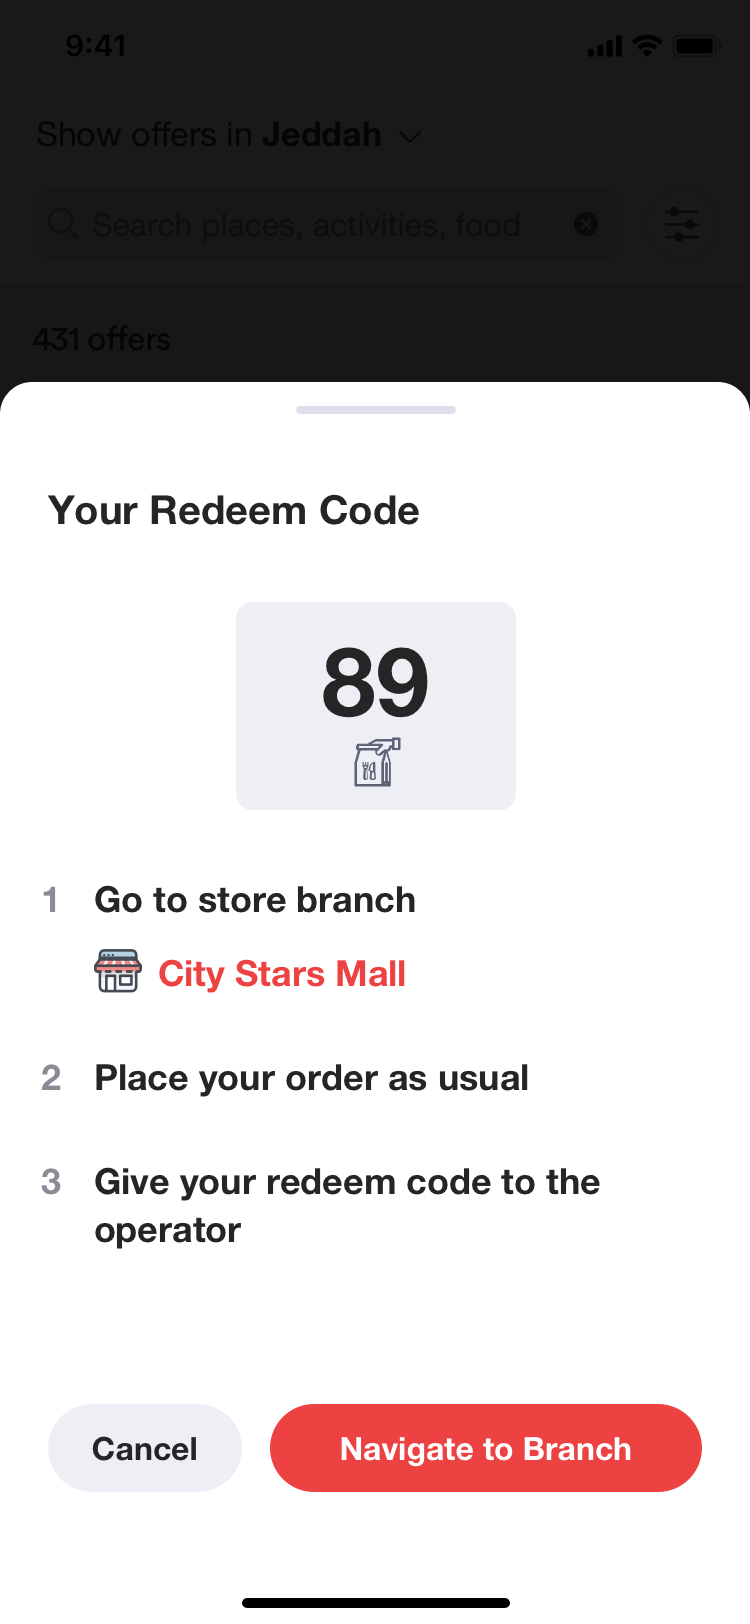 9:41
Show offers in Jeddah
Search places, activities, food
431 offers
Your Redeem Code
89
1 Go to store branch
City Stars Mall
2 Place your order as usual
3 Give your redeem code to the
operator
Cancel
Navigate to Branch